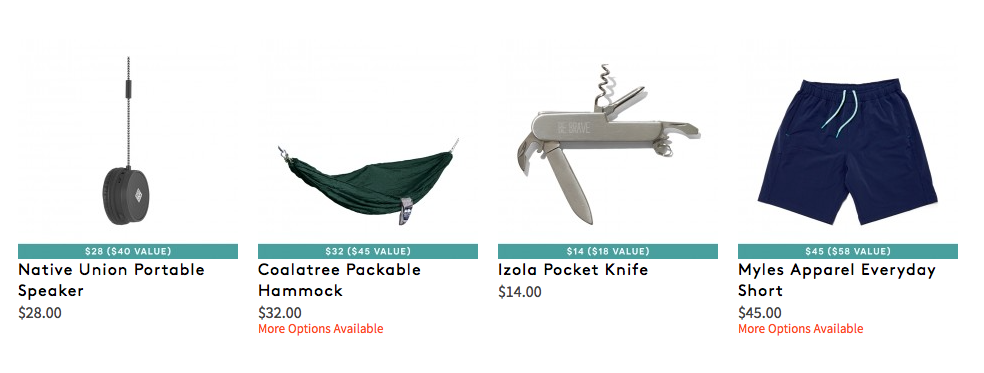 BE BRAVE
$28 ($40 VALUE)
Native Union Portable
Speaker
$28.00
$32 ($45 VALUE)
Coalatree Packable
Hammock
$32.00
More Options Available
$14 ($18 VALUE)
Izola Pocket Knife
$14.00
$45 ($58 VALUE)
Myles Apparel Everyday
Short
$45.00
More Options Available